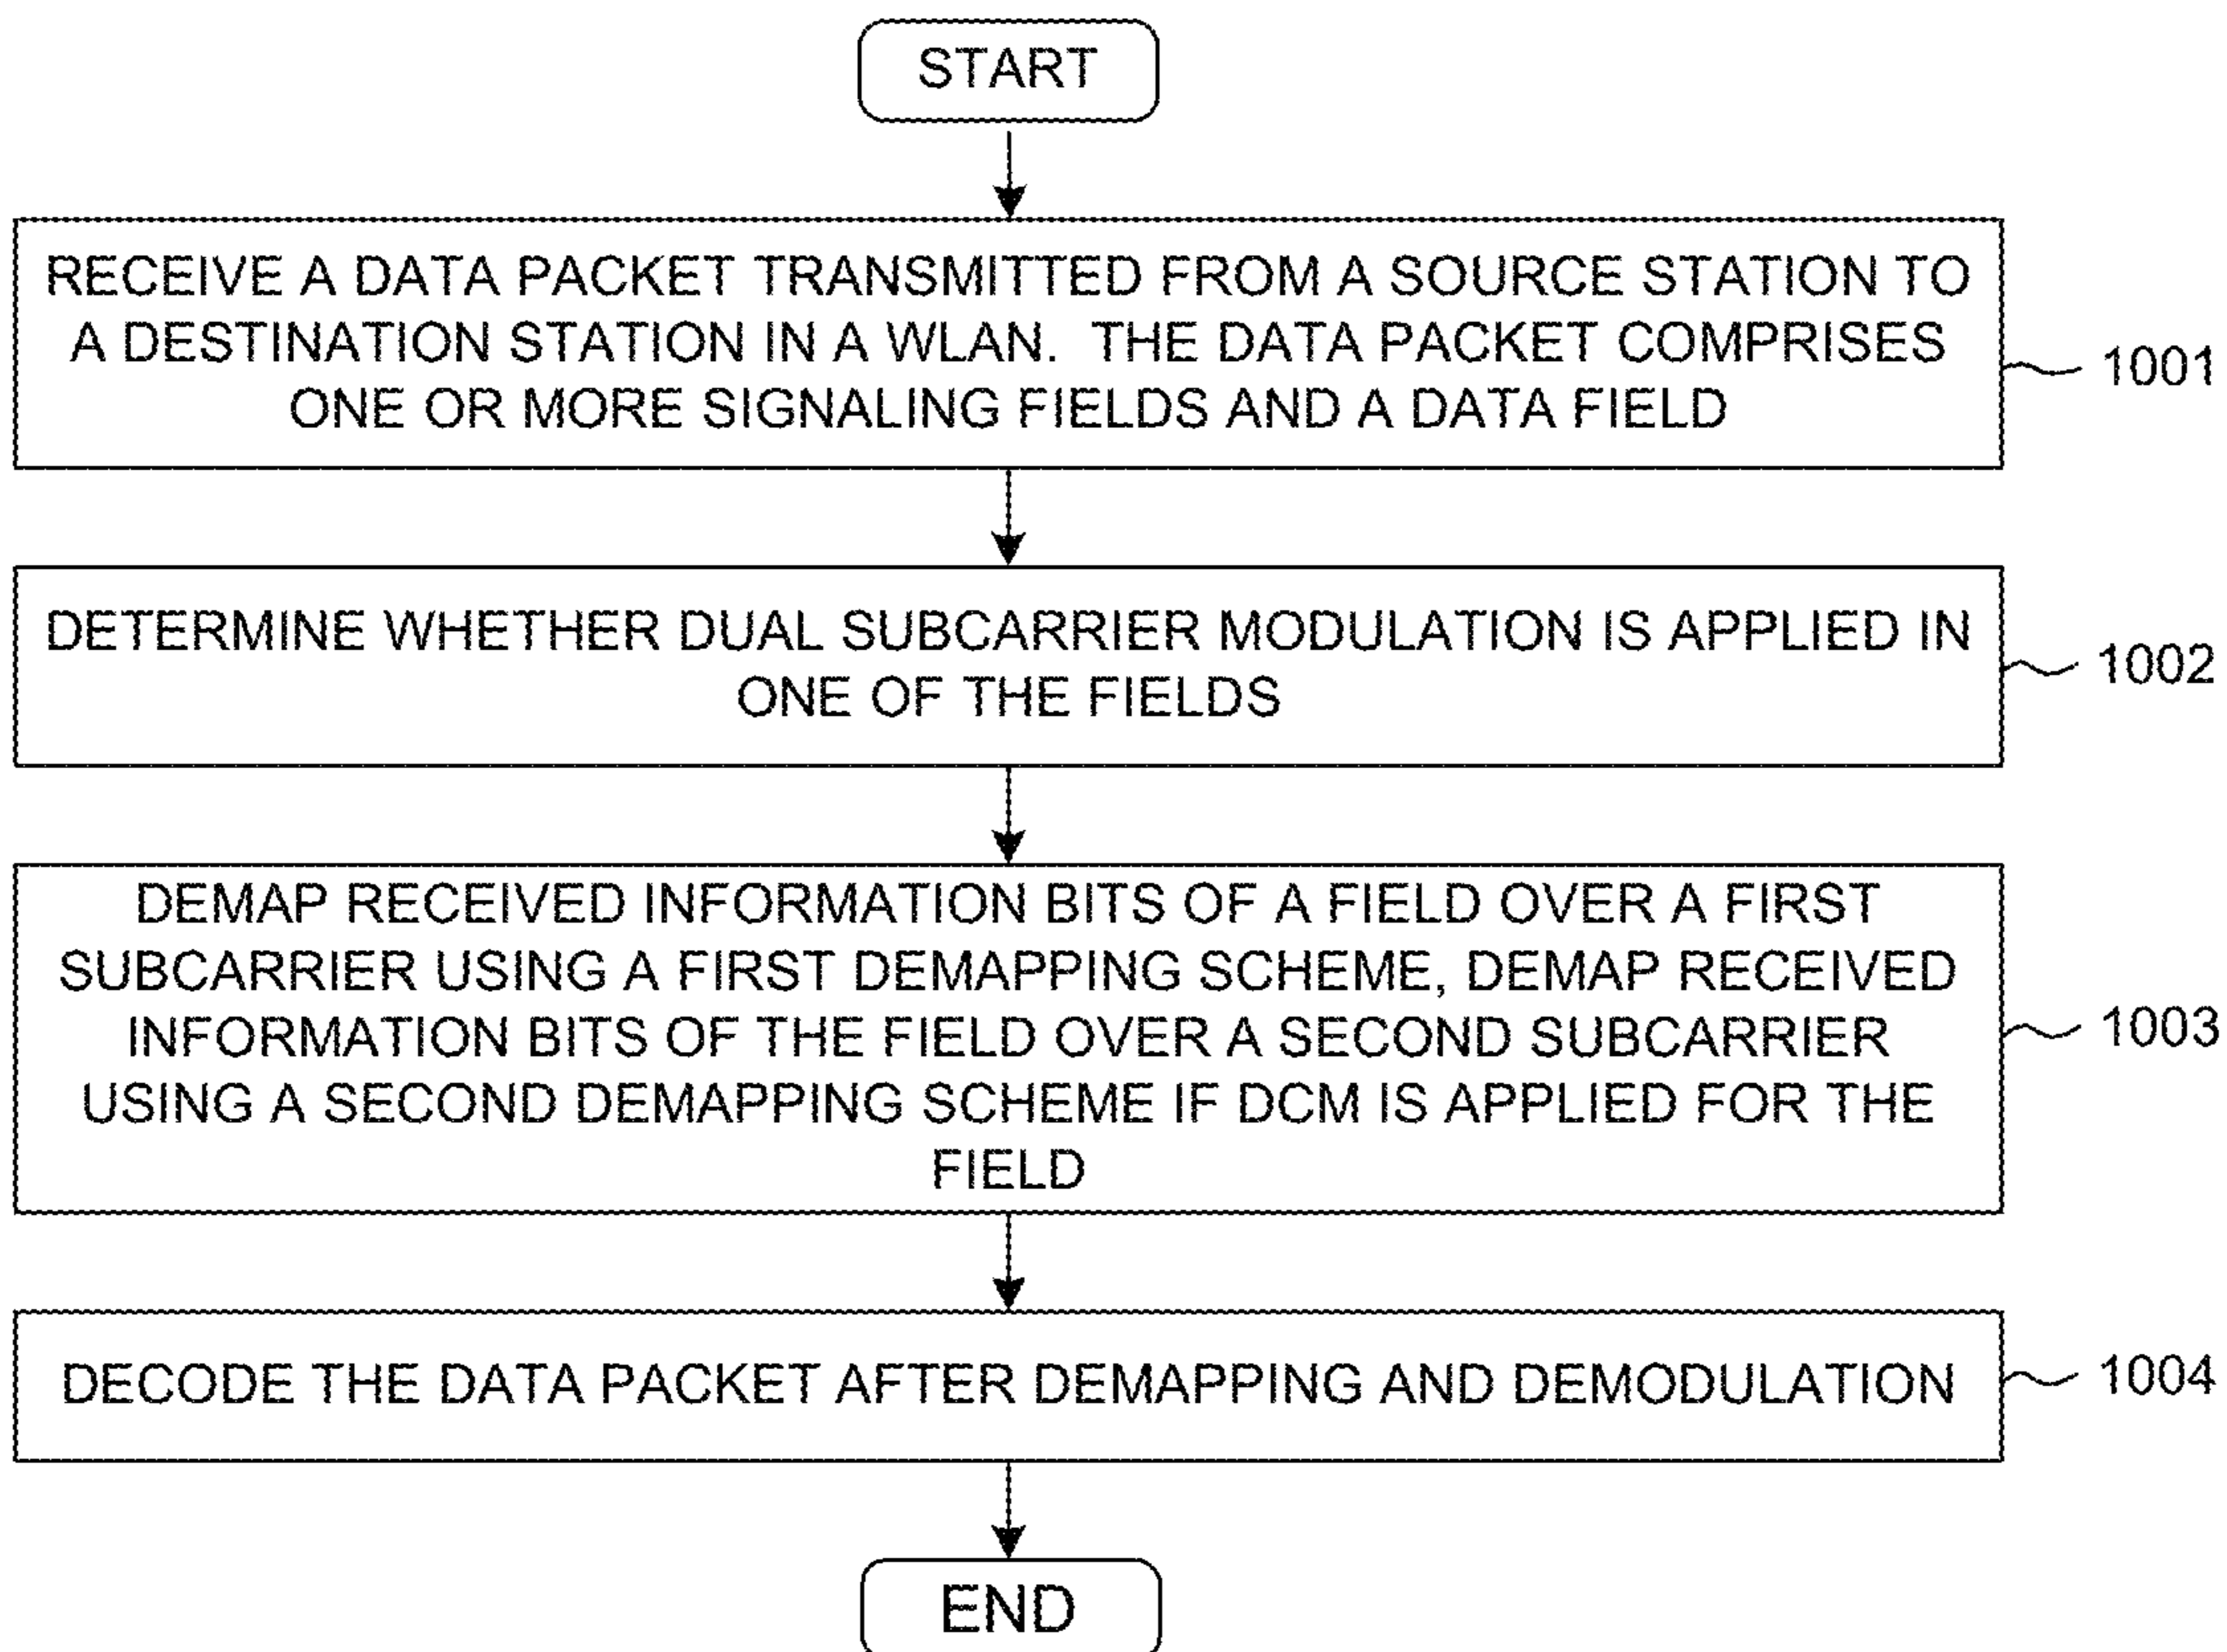 START
RECEIVE A DATA PACKET TRANSMITTED FROM A SOURCE STATION TO
A DESTINATION STATION IN A WLAN. THE DATA PACKET COMPRISES
ONE OR MORE SIGNALING FIELDS AND A DATA FIELD
1001
DETERMINE WHETHER DUAL SUBCARRIER MODULATION IS APPLIED IN
ONE OF THE FIELDS
1002
DEMAP RECEIVED INFORMATION BITS OF A FIELD OVER A FIRST
SUBCARRIER USING A FIRST DEMAPPING SCHEME, DEMAP RECEIVED
INFORMATION BITS OF THE FIELD OVER A SECOND SUBCARRIER
USING A SECOND DEMAPPING SCHEME IF DCM IS APPLIED FOR THE
FIELD
1003
DECODE THE DATA PACKET AFTER DEMAPPING AND DEMODULATION
1004
END